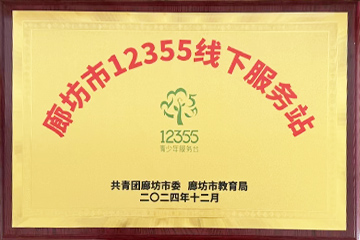 廊坊市12355线下服务站
12355
青少年服务台
共青团廊坊市委 廊坊市教育局
二〇二四年十二月